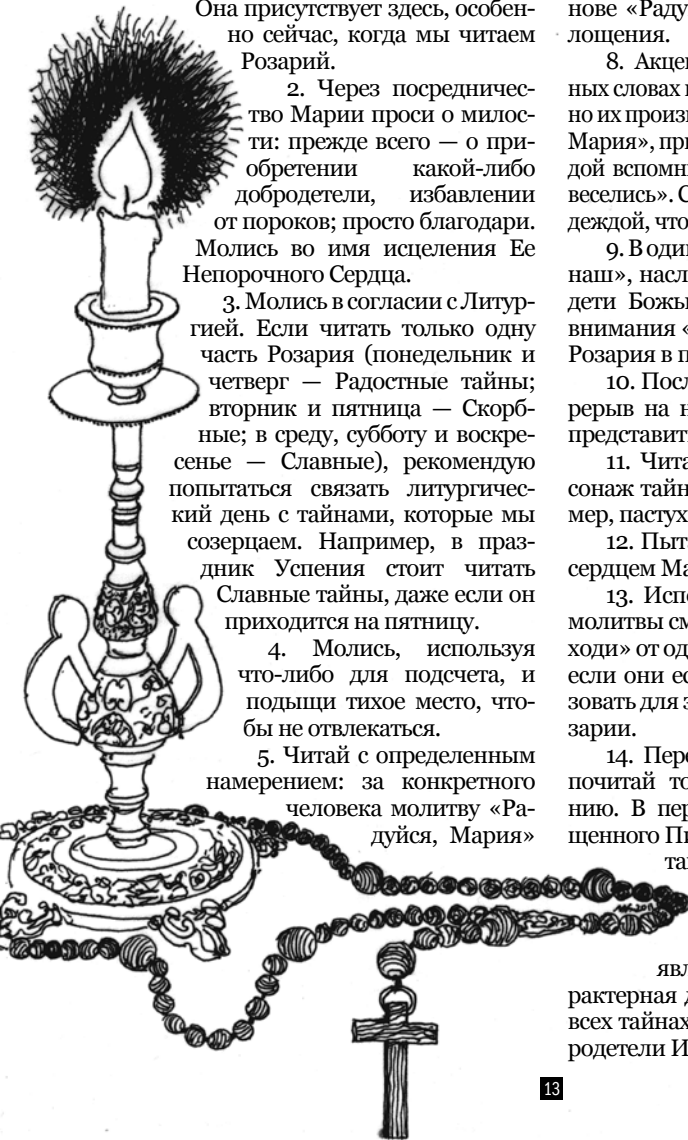 Она присутствует здесь, особен-
но сейчас, когда мы читаем
Розарий.
2. Через посредничес-
тво Марии проси о милос-
ти: прежде всего — о при-
обретении какой-либо
добродетели, избавлении
от пороков; просто благодари.
Молись во имя исцеления Ее
Непорочного Сердца.
3. Молись в согласии с Литур-
гией. Если читать только одну
часть Розария (понедельник и
четверг — Радостные тайны;
вторник и пятница — Скорб-
ные; в среду, субботу и воскре-
сенье — Славные), рекомендую
попытаться связать литургичес-
кий день с тайнами, которые мы
созерцаем. Например, в праз-
дник Успения стоит читать
Славные тайны, даже если он
приходится на пятницу.
4. Молись, используя
что-либо для подсчета, и
подыщи тихое место, что-
бы не отвлекаться.
5. Читай с определенным
намерением: за конкретного
человека молитву «Ра-
дуйся, Мария»
нове «Раду
лощения.
8. Акце
ных словах
но их произ
Мария», пр
дой вспомн
веселись». С
деждой, что
9. В один
наш», насл
дети Божь
внимания «
Розария в п
10. Посл
рерыв на н
представит
11. Чита
сонаж тайн
мер, пастух
12. Пыт
сердцем Ма
13. Испо
молитвы см
ходи» от од
если они ес
зовать для з
зарии.
14. Пере
почитай то
нию. В пер
щенного Пи
та
явл
рактерная д
всех тайнах
родетели И
13